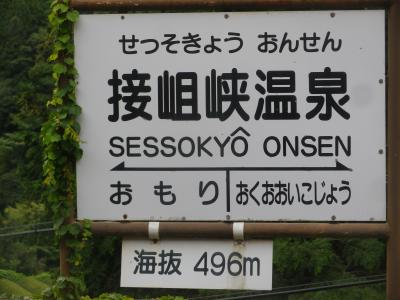 せっそきょう おんせん
接岨峡温泉
SESSOKYÔ ONSEN
おもり おくおおいこじょう
海抜 496m